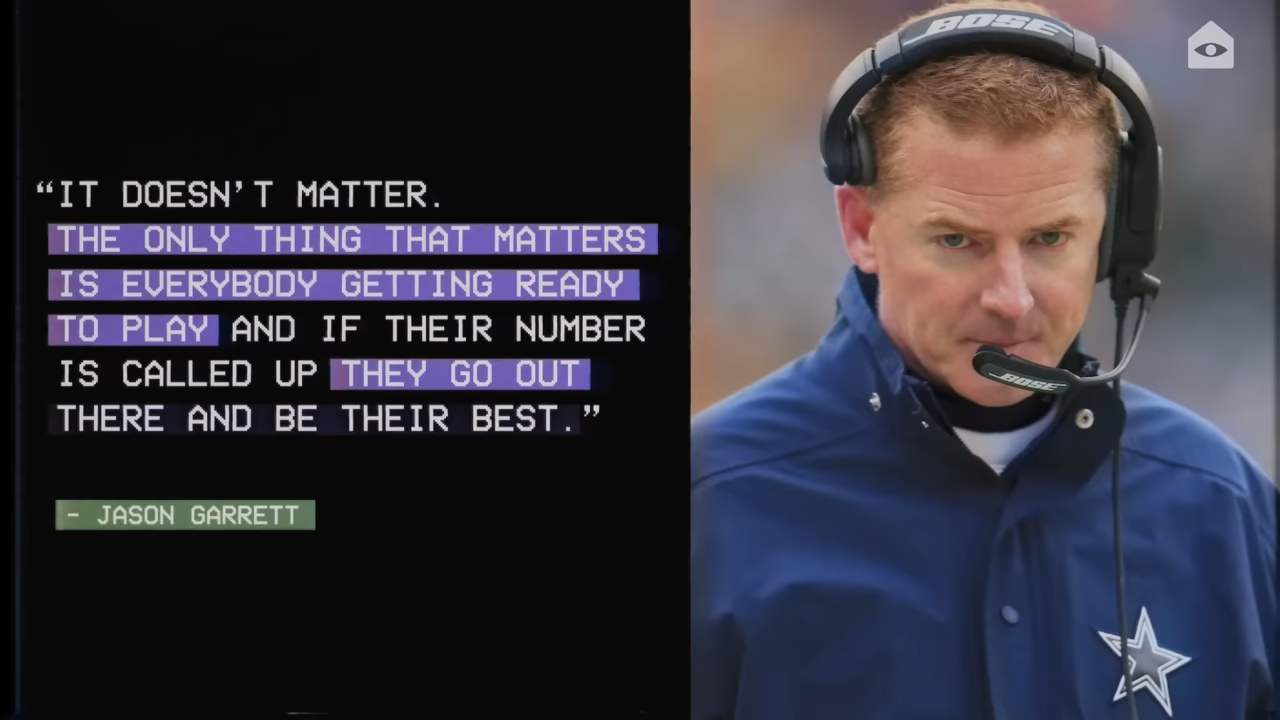 “IT DOESN’T MATTER.
THE ONLY THING THAT MATTERS
IS EVERYBODY GETTING READY
TO PLAY AND IF THEIR NUMBER
IS CALLED UP THEY GO OUT
THERE AND BE THEIR BEST.”
- JASON GARRETT
BOSE
BOSE